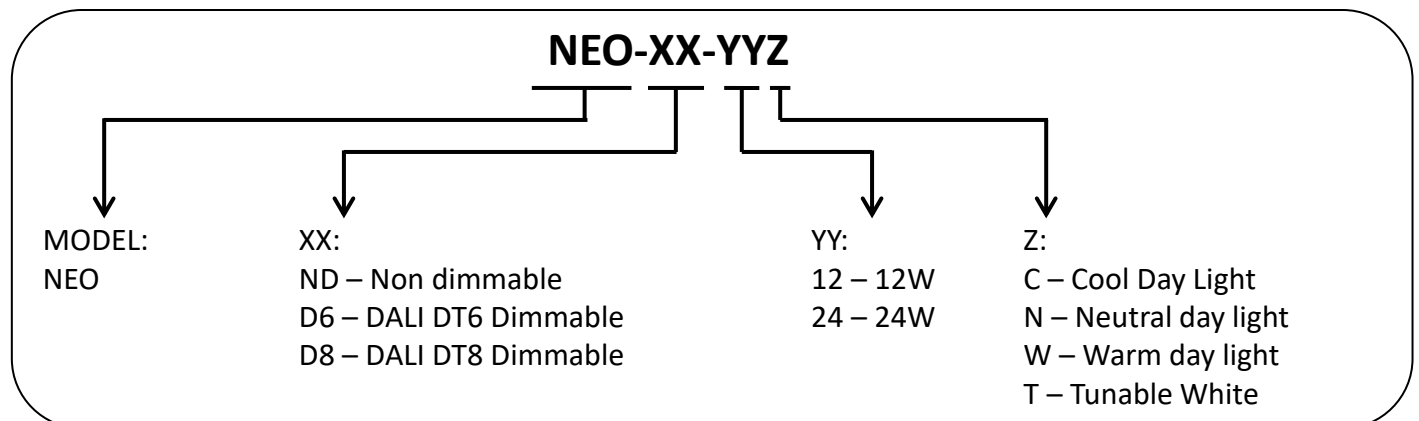 NEO-XX-YYZ
MODEL:
NEO
XX:
ND – Non dimmable
D6 – DALI DT6 Dimmable
D8 – DALI DT8 Dimmable
YY:
12 – 12W
24 – 24W
Z:
C – Cool Day Light
N – Neutral day light
W – Warm day light
T – Tunable White